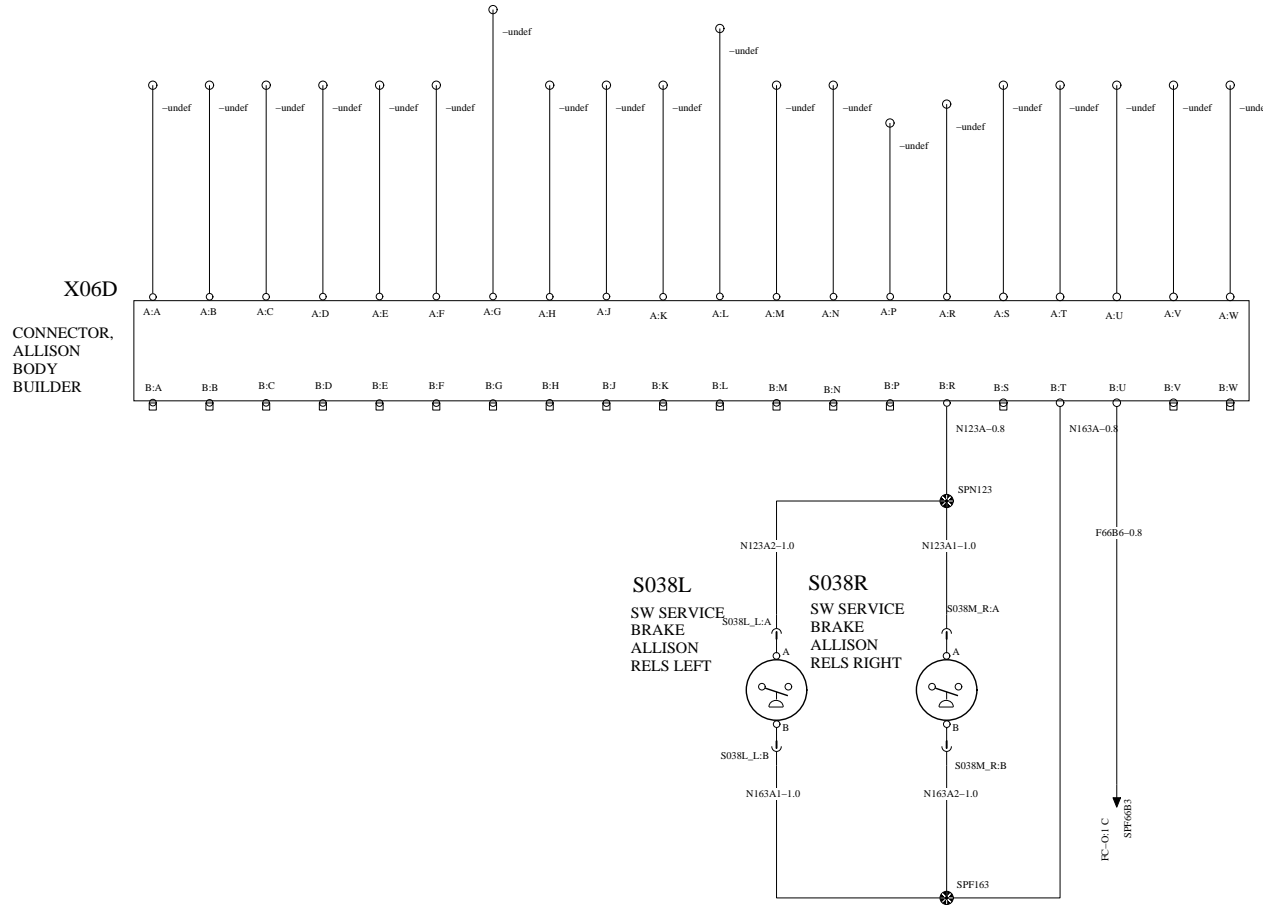 −undef
−undef
−undef −undef −undef −undef −undef −undef −undef −undef −undef −undef −undef −undef −undef −undef −undef −unde
−undef
−undef
X06D
A:A A:B A:C A:D A:E A:F A:G A:H A:J A:K A:L A:M A:N A:P A:R A:S A:T A:U A:V A:W
CONNECTOR,
ALLISON
BODY
BUILDER
B:A B:B B:C B:D B:E B:F B:G B:H B:J B:K B:L B:M B:N B:P B:R B:S B:T B:U B:V B:W
N123A−0.8 N163A−0.8
SPN123
F66B6−0.8
N123A2−1.0 N123A1−1.0
S038L
SW SERVICE
BRAKE
ALLISON
RELS LEFT
S038R
SW SERVICE
BRAKE
ALLISON
RELS RIGHT
S038L_L:A S038M_R:A
A A
B B
S038L_L:B S038M_R:B
N163A1−1.0 N163A2−1.0
FC−O:1 C
SPF66B3
SPF163